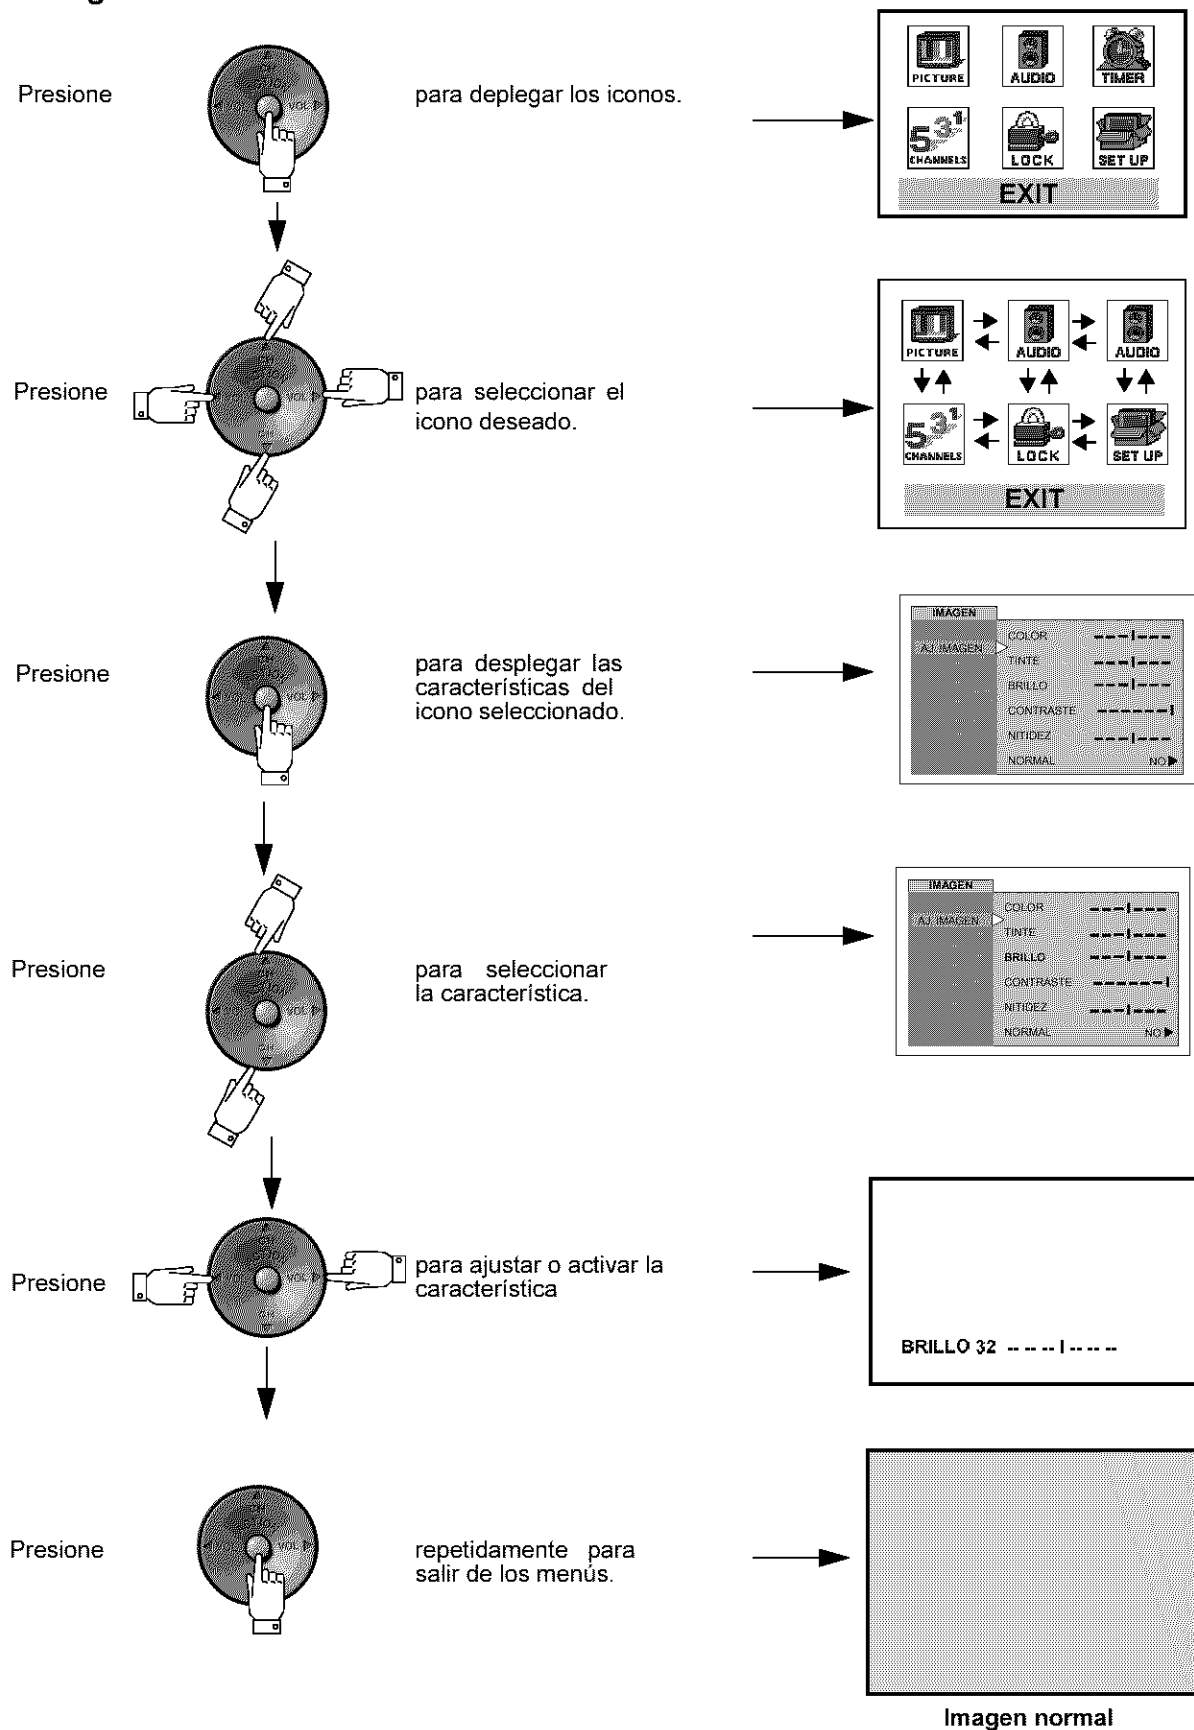 Presione
para deplegar los iconos.
PICTURE AUDIO TIMER
CHANNELS LOCK SET UP
EXIT
Presione
para seleccionar el
icono deseado.
PICTURE AUDIO AUDIO
CHANNELS LOCK SET UP
EXIT
Presione
para desplegar las
características del
icono seleccionado.
IMAGEN
AJ. IMAGEN
COLOR
TINTE
BRILLO
CONTRASTE
NITIDEZ
NORMAL NO
Presione
para seleccionar
la característica.
IMAGEN
AJ. IMAGEN
COLOR
TINTE
BRILLO
CONTRASTE
NITIDEZ
NORMAL NO
Presione
para ajustar o activar la
característica
BRILLO 32 -- -- -- I -- -- --
Presione
repetidamente para
salir de los menús.
Imagen normal